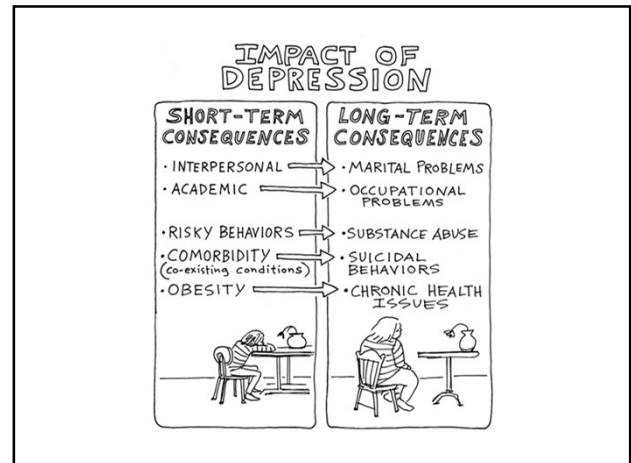 IMPACT OF
DEPRESSION
SHORT-TERM
CONSEQUENCES
• INTERPERSONAL
• ACADEMIC
• RISKY BEHAVIORS
• COMORBIDITY
(co-existing conditions)
• OBESITY
LONG-TERM
CONSEQUENCES
• MARITAL PROBLEMS
• OCCUPATIONAL
PROBLEMS
• SUBSTANCE ABUSE
• SUICIDAL
BEHAVIORS
• CHRONIC HEALTH
ISSUES